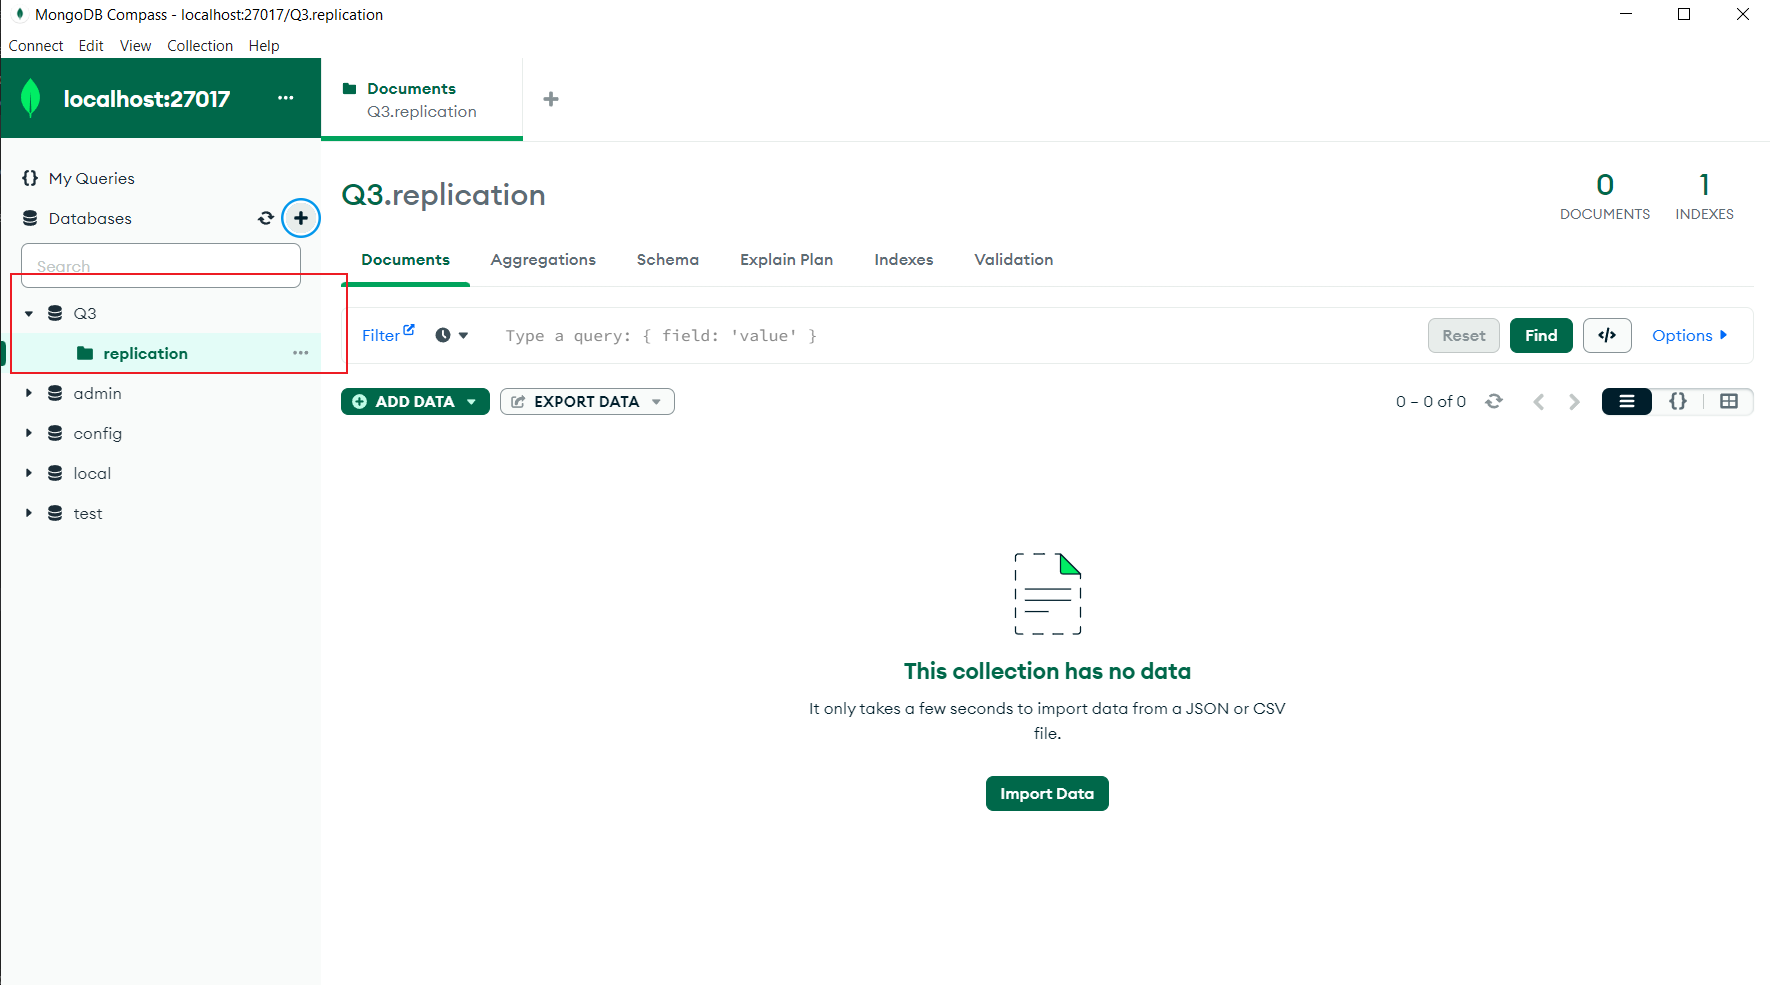 MongoDB Compass - localhost:27017/Q3.replication
Connect Edit View Collection Help
localhost:27017 ...
Documents
Q3.replication
+
{} My Queries
Databases
Search
Q3
replication ...
admin
config
local
test
Q3.replication
0
DOCUMENTS
1
INDEXES
Documents Aggregations Schema Explain Plan Indexes Validation
Filter Type a query: { field: 'value' } Reset Find </> Options
ADD DATA EXPORT DATA 0 – 0 of 0 {}
This collection has no data
It only takes a few seconds to import data from a JSON or CSV
file.
Import Data